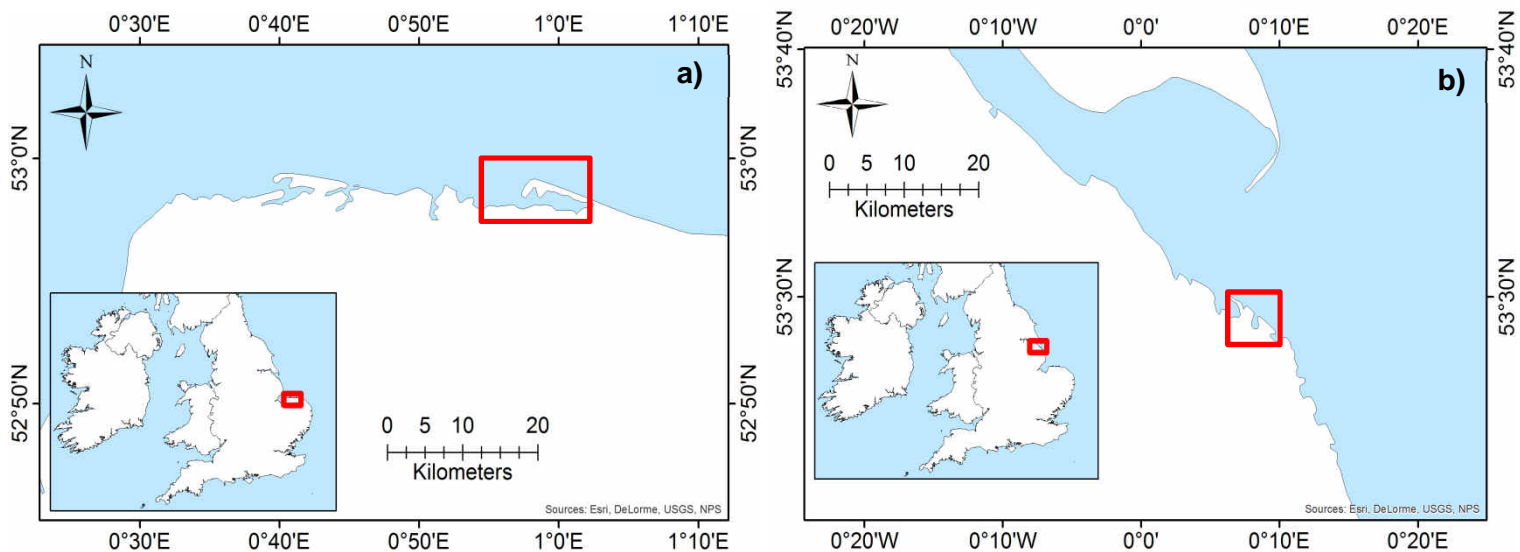 0°30'E 0°40'E 0°50'E 1°0'E 1°10'E
N
a)
53°0'N
53°0'N
52°50'N
52°50'N
0 5 10 20
Kilometers
Sources: Esri, DeLorme, USGS, NPS
0°30'E 0°40'E 0°50'E 1°0'E 1°10'E
0°20'W 0°10'W 0°0' 0°10'E 0°20'E
53°40'N
53°40'N
N
b)
0 5 10 20
Kilometers
53°30'N
53°30'N
Sources: Esri, DeLorme, USGS, NPS
0°20'W 0°10'W 0°0' 0°10'E 0°20'E